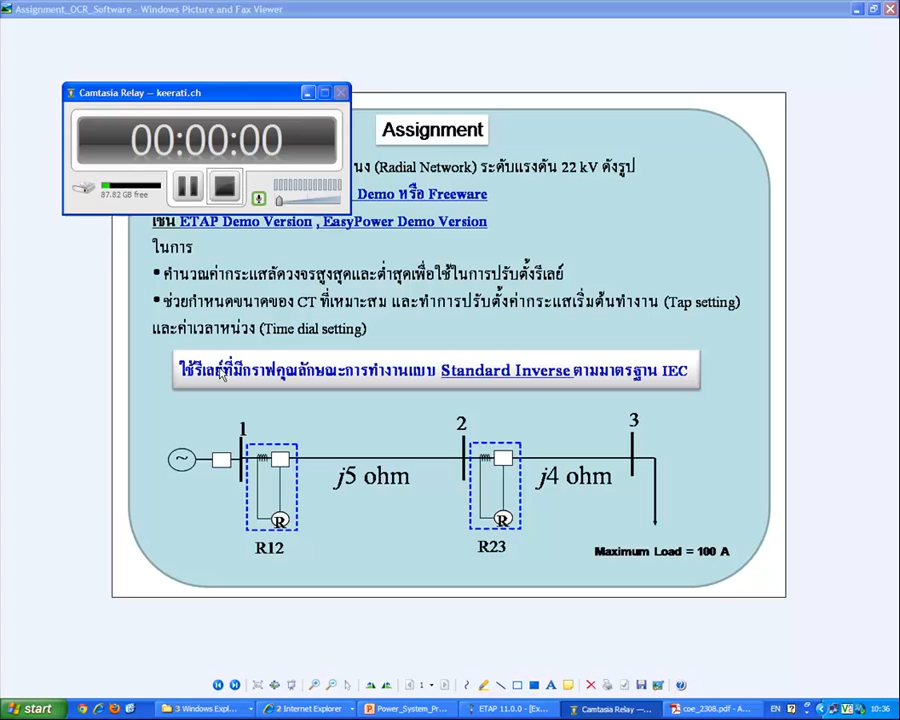 Assignment_OCR_Software - Windows Picture and Fax Viewer
Camtasia Relay – keerati.ch
00:00:00
87.82 GB free
Assignment
นง (Radial Network) ระดับแรงดัน 22 kV ดังรูป
Demo หรือ Freeware
เช่น ETAP Demo Version , EasyPower Demo Version
ในการ
▪ คำนวณค่ากระแสลัดวงจรสูงสุดและต่ำสุดเพื่อใช้ในการปรับตั้งรีเลย์
▪ ช่วยกำหนดขนาดของ CT ที่เหมาะสม และทำการปรับตั้งค่ากระแสเริ่มต้นทำงาน (Tap setting)
และค่าเวลาหน่วง (Time dial setting)
ใช้รีเลย์ที่มีกราฟคุณลักษณะการทำงานแบบ Standard Inverse ตามมาตรฐาน IEC
1 2 3
~
j5 ohm j4 ohm
R R
R12 R23
Maximum Load = 100 A
1
start 3 Windows Expl... 2 Internet Explorer Power_System_Pr... ETAP 11.0.0 - [Ex... Camtasia Relay —... coe_2308.pdf - A... EN 10:36